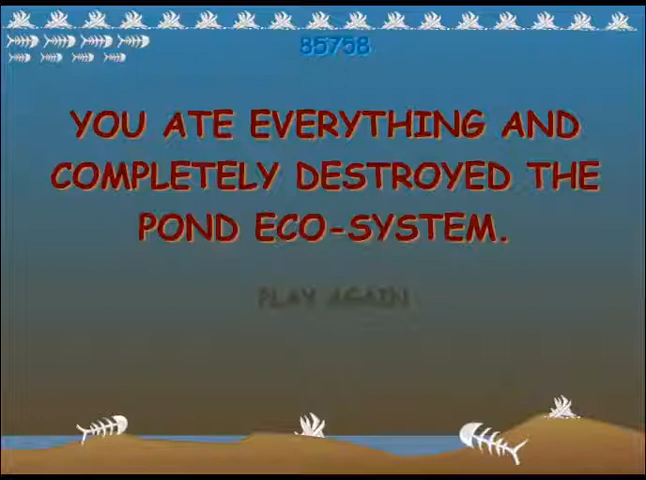 85758
YOU ATE EVERYTHING AND
COMPLETELY DESTROYED THE
POND ECO-SYSTEM.
PLAY AGAIN